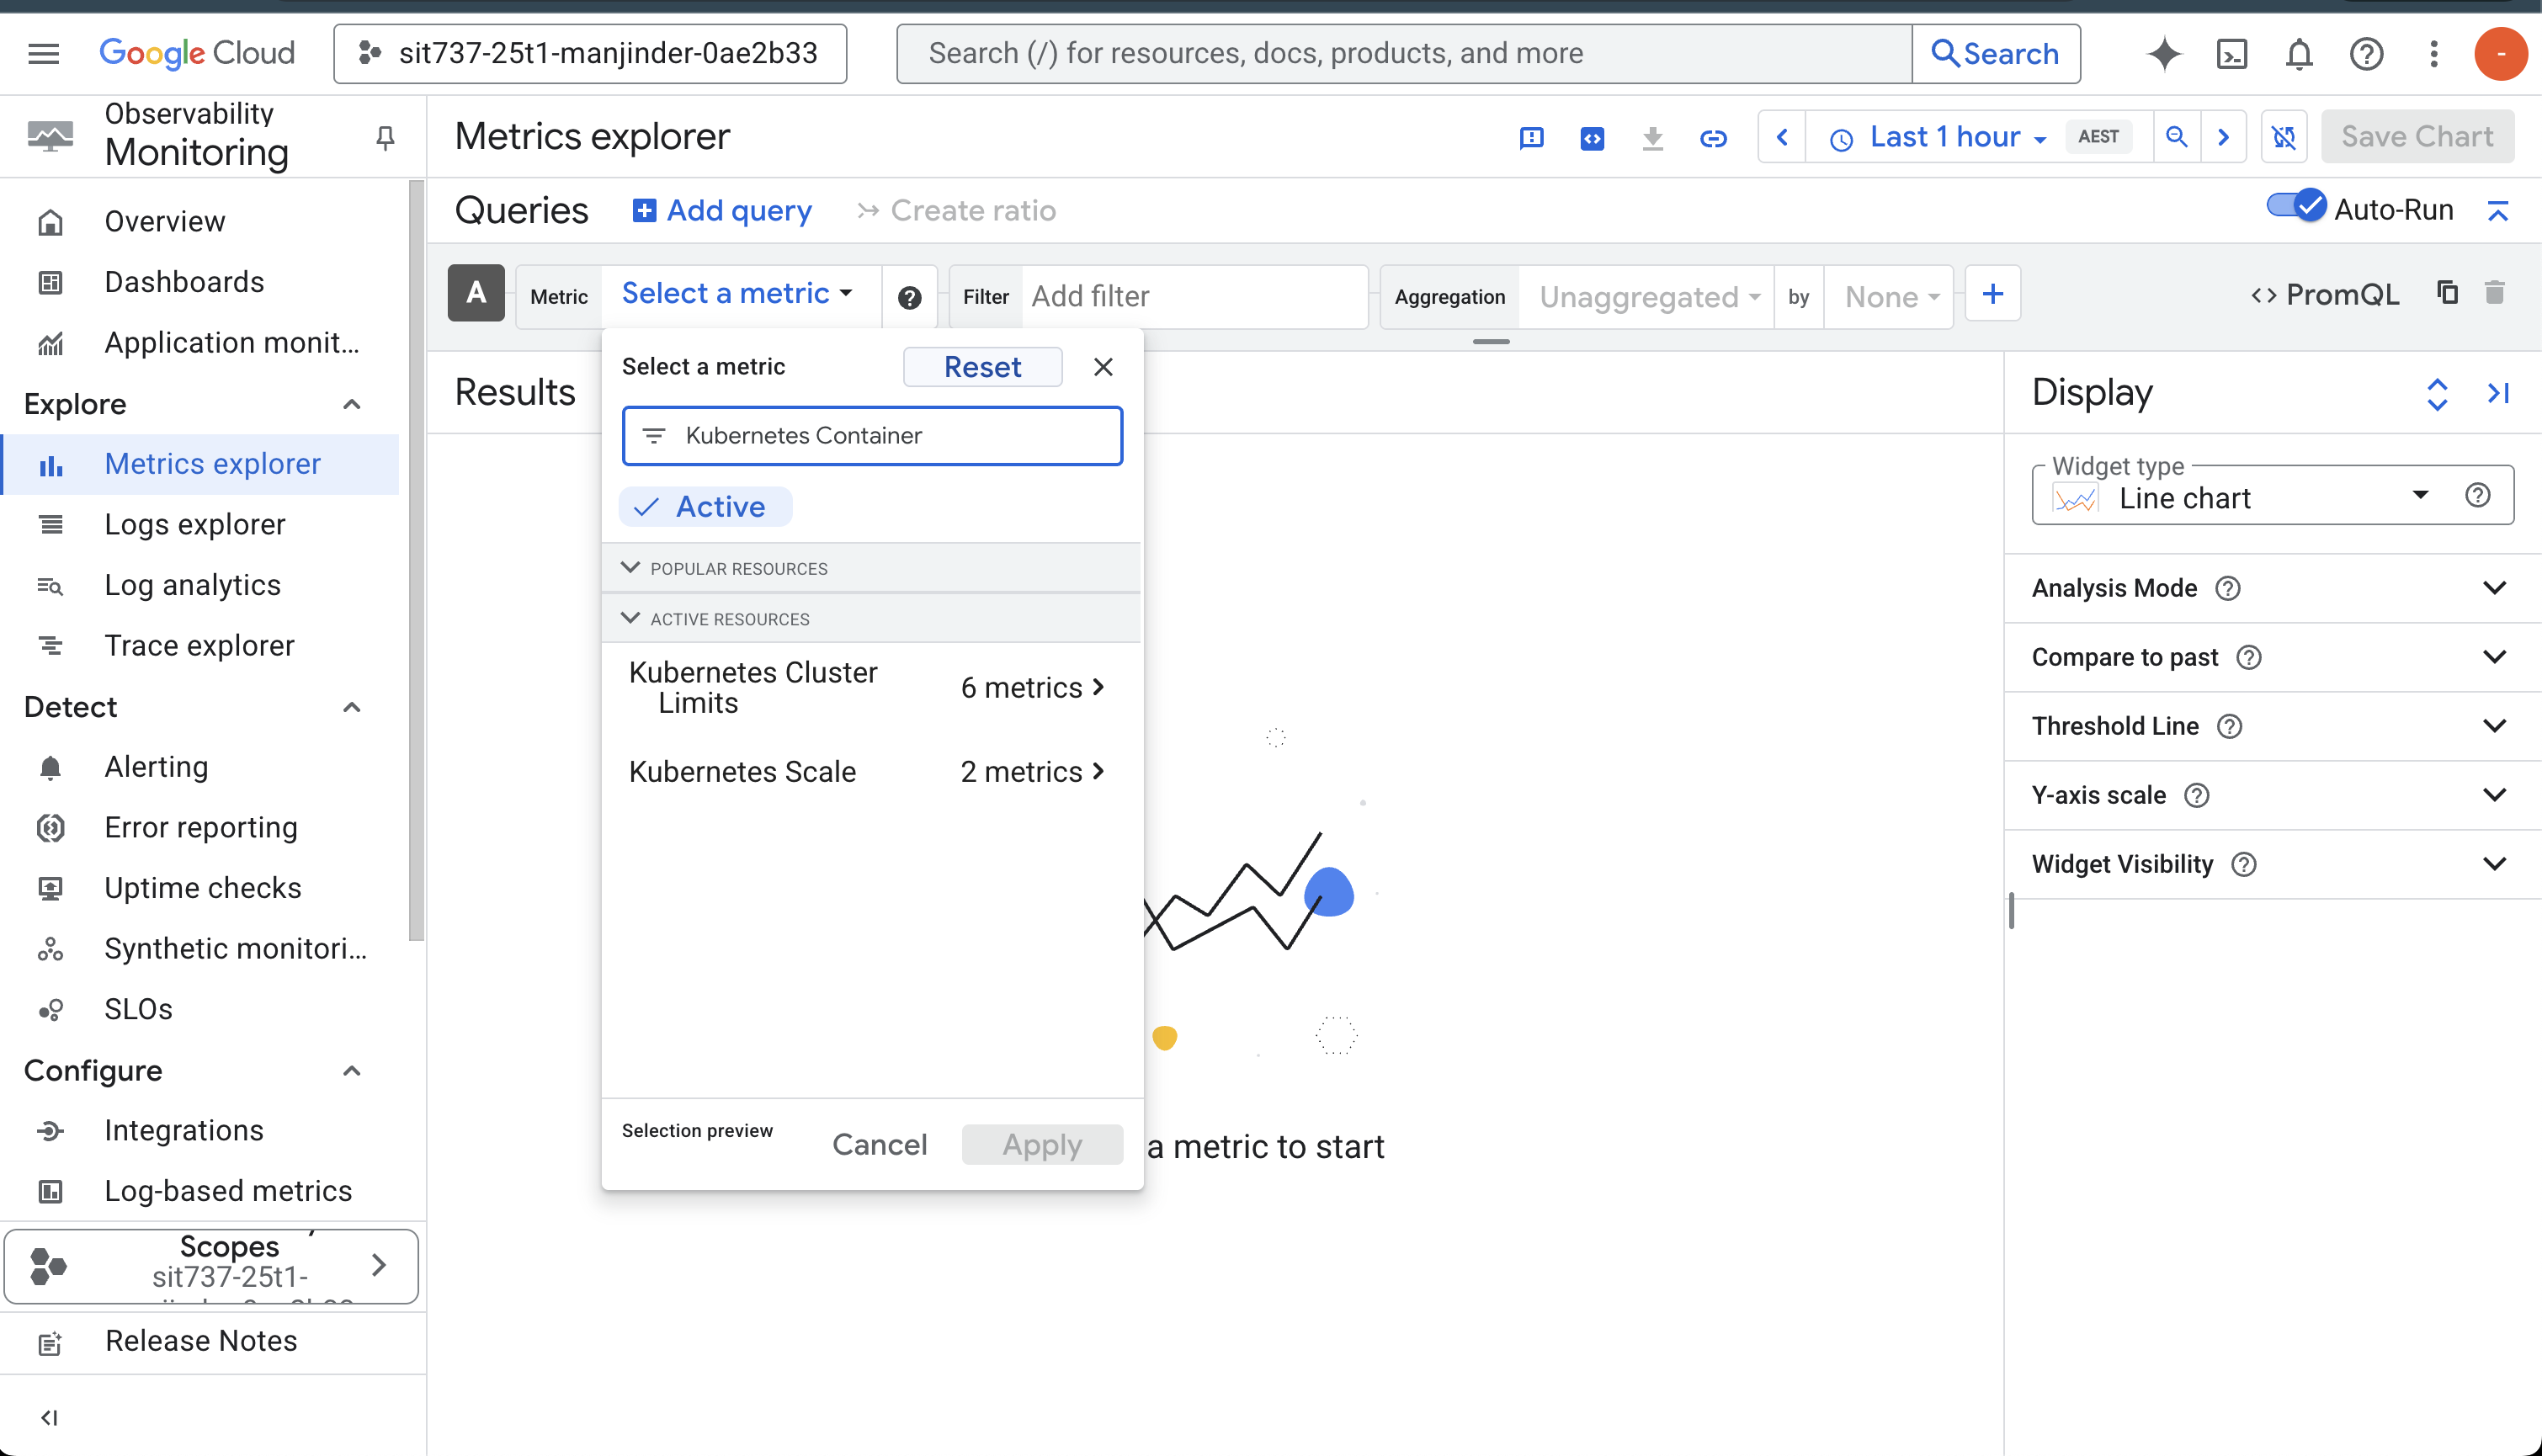 Google Cloud
sit737-25t1-manjinder-0ae2b33
Search (/) for resources, docs, products, and more
Search
-
Observability
Monitoring
Metrics explorer
Last 1 hour
AEST
Save Chart
Overview
Dashboards
Application monit...
Explore
Metrics explorer
Logs explorer
Log analytics
Trace explorer
Detect
Alerting
Error reporting
Uptime checks
Synthetic monitori...
SLOs
Configure
Integrations
Log-based metrics
Scopes
sit737-25t1-
Release Notes
Queries
Add query
Create ratio
Auto-Run
A
Metric
Select a metric
Filter
Add filter
Aggregation
Unaggregated
by
None
<> PromQL
Results
Select a metric
Reset
Kubernetes Container
Active
POPULAR RESOURCES
ACTIVE RESOURCES
Kubernetes Cluster
Limits
6 metrics
Kubernetes Scale
2 metrics
Selection preview
Cancel
Apply
a metric to start
Display
Widget type
Line chart
Analysis Mode
Compare to past
Threshold Line
Y-axis scale
Widget Visibility